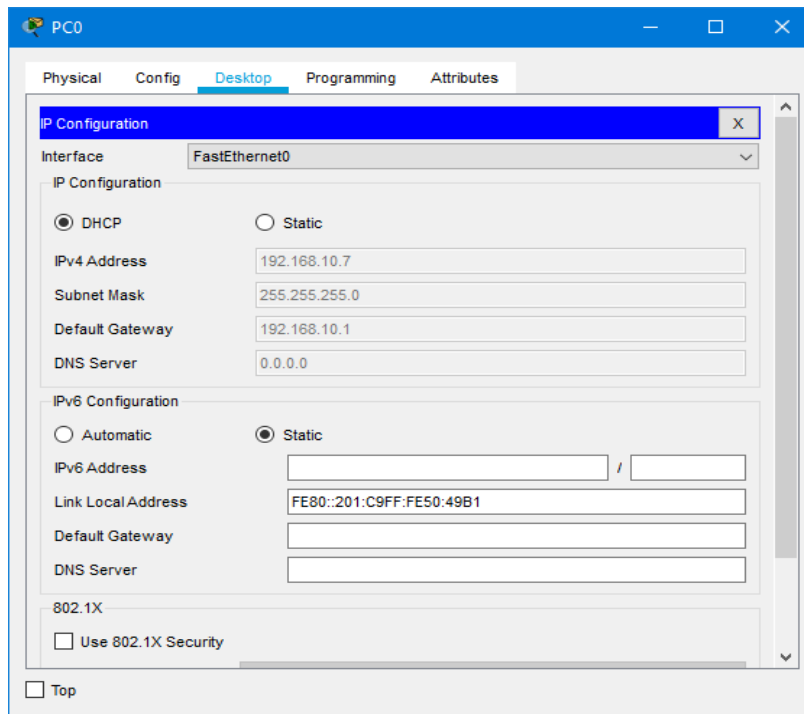 PC0
Physical Config Desktop Programming Attributes
IP Configuration X
Interface FastEthernet0
IP Configuration
DHCP Static
IPv4 Address 192.168.10.7
Subnet Mask 255.255.255.0
Default Gateway 192.168.10.1
DNS Server 0.0.0.0
IPv6 Configuration
Automatic Static
IPv6 Address /
Link Local Address FE80::201:C9FF:FE50:49B1
Default Gateway
DNS Server
802.1X
Use 802.1X Security
Top